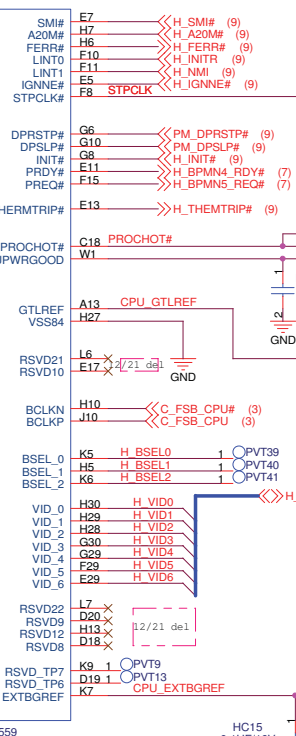 SMI# E7 H_SMI# (9)
A20M# H7 H_A20M# (9)
FERR# H6 H_FERR# (9)
LINT0 F10 H_INITR (9)
LINT1 F11 H_NMI (9)
IGNNE# E5 H_IGNNE# (9)
STPCLK# F8 STPCLK
DPRSTP# G6 PM_DPRSTP# (9)
DPSLP# G10 PM_DPSLP# (9)
INIT# G8 H_INIT# (9)
PRDY# E11 H_BPMN4_RDY# (7)
PREQ# F15 H_BPMN5_REQ# (7)
HERMTRIP# E13 H_THEMTRIP# (9)
PROCHOT# C18 PROCHOT#
UPWRGOOD W1
1
2
GND
GTLREF A13 CPU_GTLREF
VSS84 H27
GND
RSVD21 L6
RSVD10 E17 12/21 del
BCLKN H10 C_FSB_CPU# (3)
BCLKP J10 C_FSB_CPU (3)
BSEL_0 K5 H_BSEL0 1 PVT39
BSEL_1 H5 H_BSEL1 1 PVT40
BSEL_2 K6 H_BSEL2 1 PVT41
H_
VID_0 H30 H_VID0
VID_1 H29 H_VID1
VID_2 H28 H_VID2
VID_3 G30 H_VID3
VID_4 G29 H_VID4
VID_5 F29 H_VID5
VID_6 E29 H_VID6
RSVD22 L7
RSVD9 D20
RSVD12 H13 12/21 del
RSVD8 D18
RSVD_TP7 K9 1 PVT9
RSVD_TP6 D19 1 PVT13
EXTBGREF K7 CPU_EXTBGREF
559
1
HC15